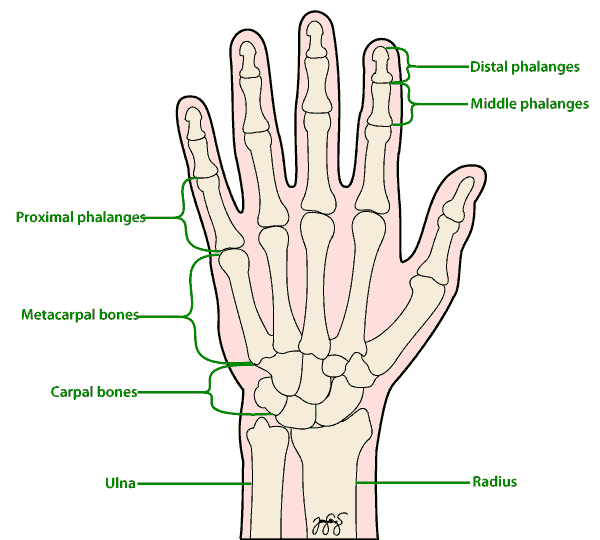 Distal phalanges
Middle phalanges
Proximal phalanges
Metacarpal bones
Carpal bones
Ulna
Radius